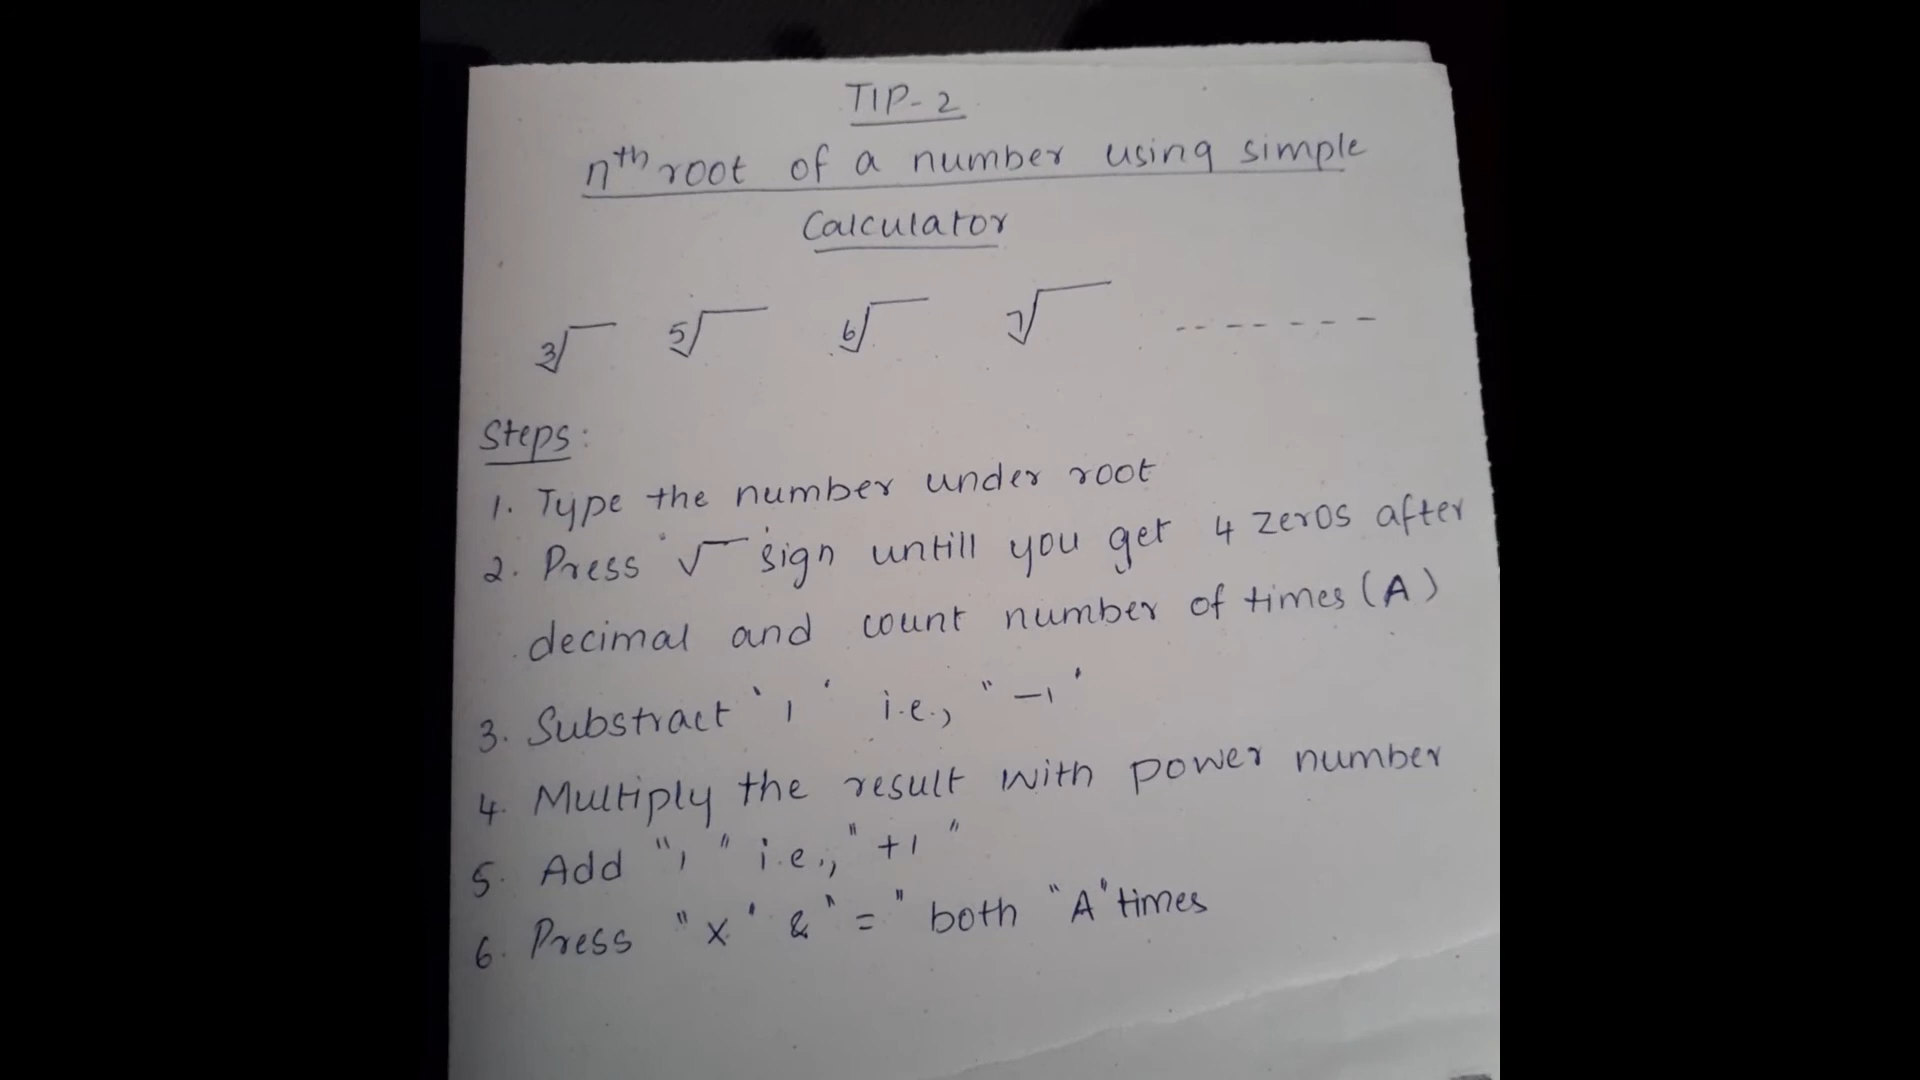 TIP-2
nth root of a number using simple
Calculator
3√ 5√ 6√ 7√ -------
Steps:
1. Type the number under root
2. Press '√' sign untill you get 4 zeros after
decimal and count number of times (A)
3. Substract '1' i.e., "-1'
4. Multiply the result with power number
5. Add "1" i.e., "+1"
6. Press "x' & "=" both "A" times